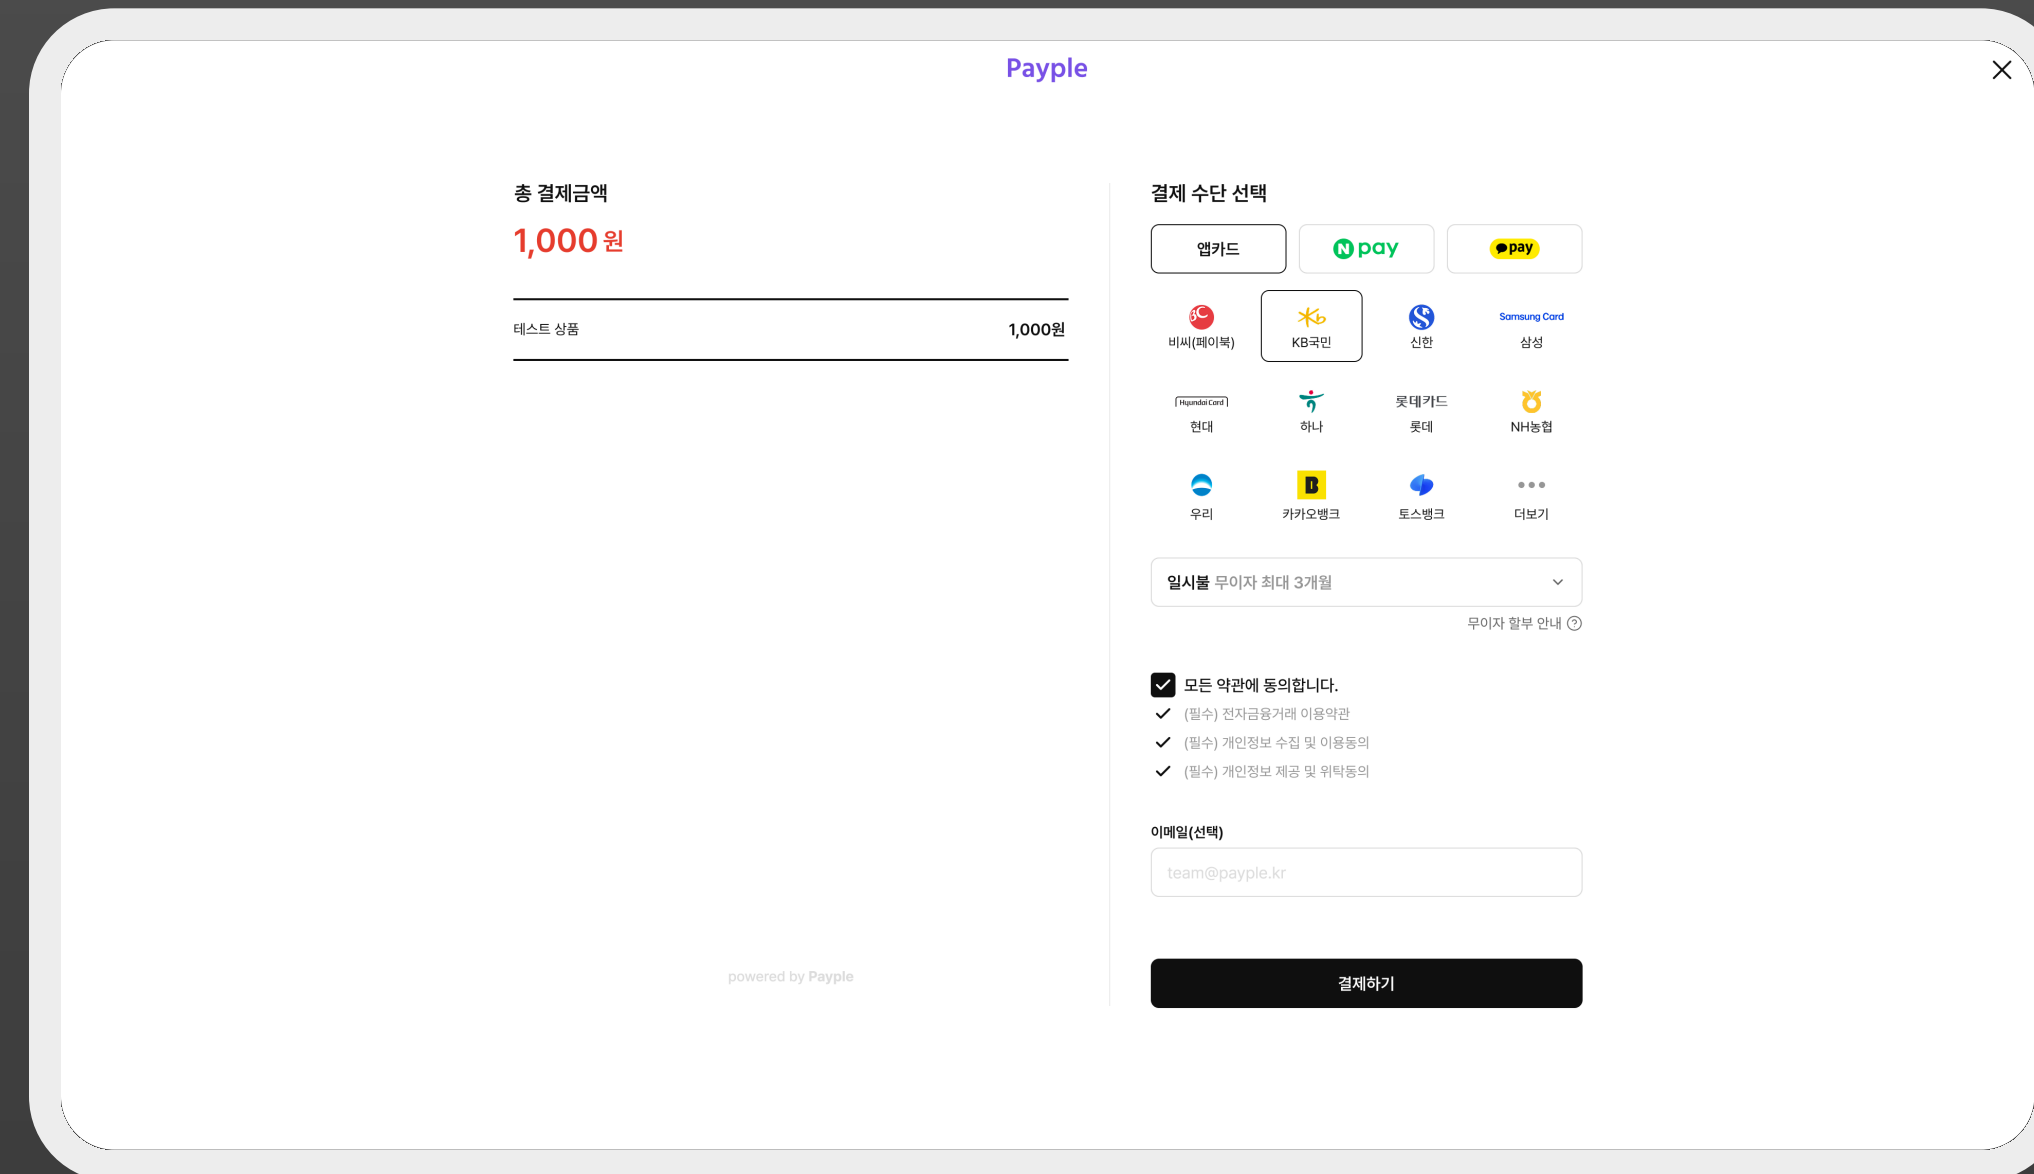 Payple
총 결제금액
1,000 원
테스트 상품 1,000원
powered by Payple
결제 수단 선택
앱카드 N pay pay
비씨(페이북) KB국민 신한 Samsung Card 삼성
Hyundai Card 현대 하나 롯데카드 롯데 NH농협
우리 B 카카오뱅크 토스뱅크 더보기
일시불 무이자 최대 3개월
무이자 할부 안내 ?
모든 약관에 동의합니다.
(필수) 전자금융거래 이용약관
(필수) 개인정보 수집 및 이용동의
(필수) 개인정보 제공 및 위탁동의
이메일(선택)
team@payple.kr
결제하기